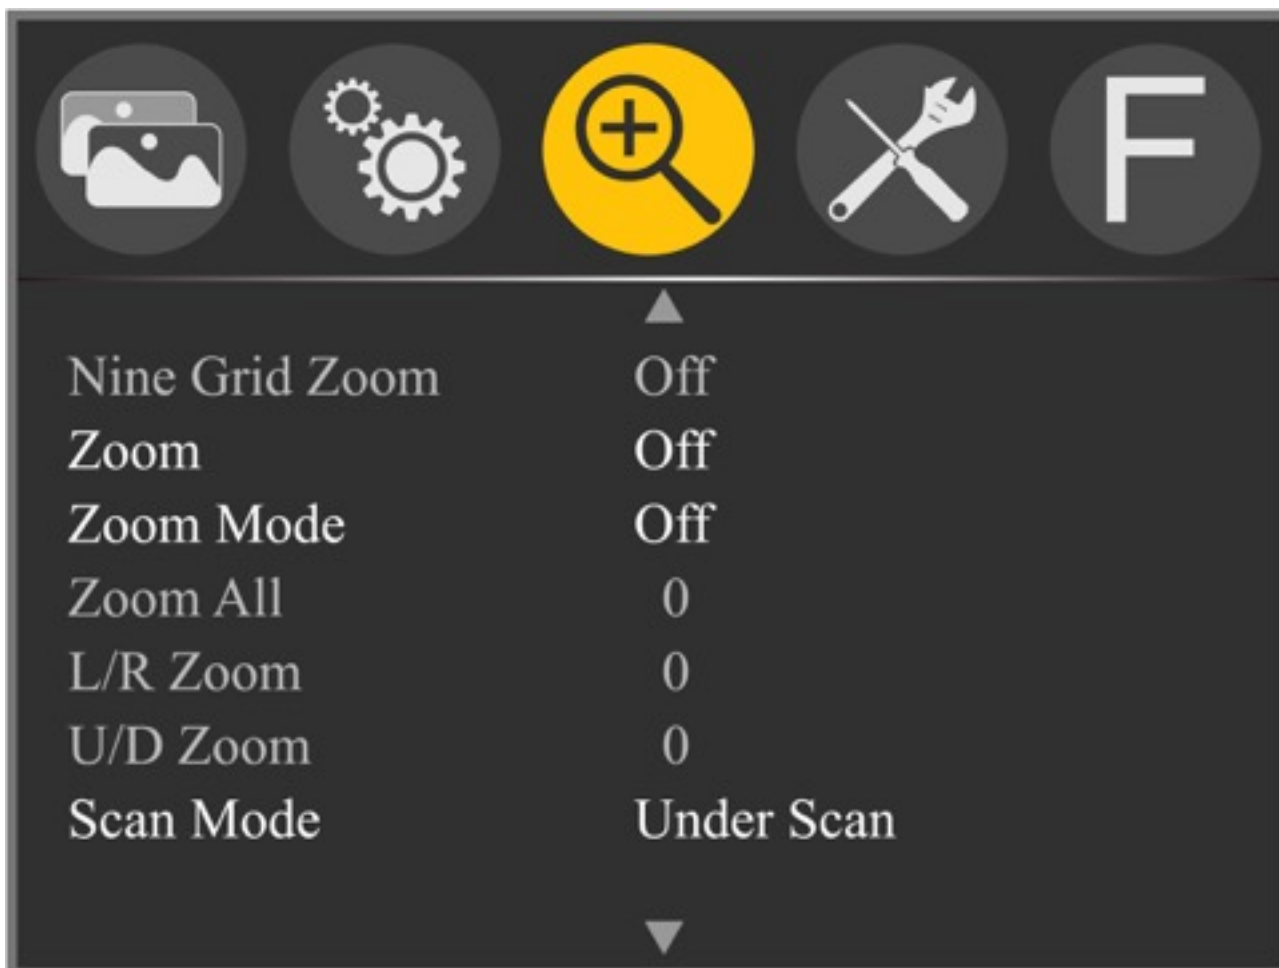 F
Nine Grid Zoom Off
Zoom Off
Zoom Mode Off
Zoom All 0
L/R Zoom 0
U/D Zoom 0
Scan Mode Under Scan